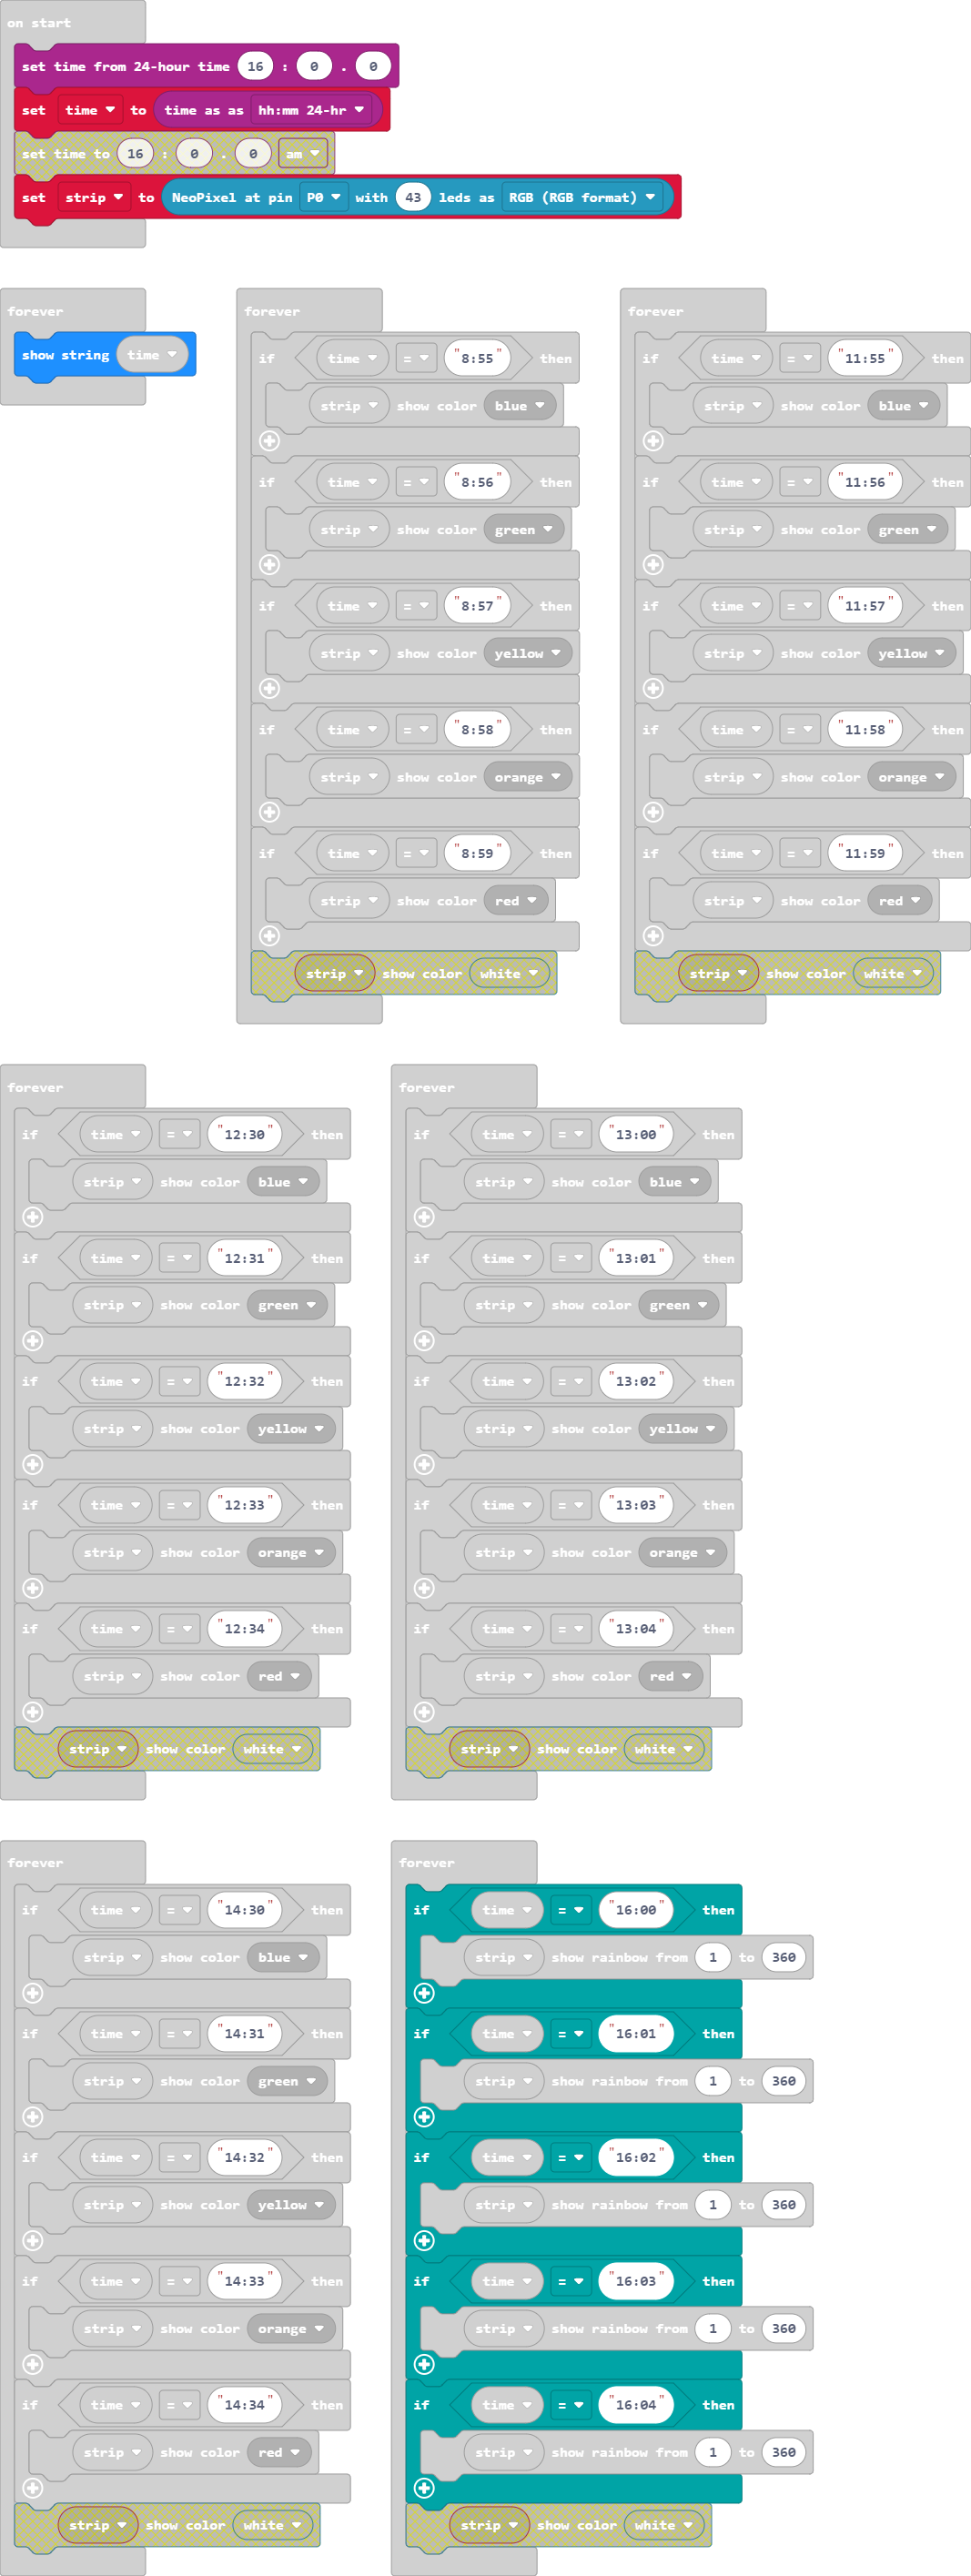 on start
set time from 24-hour time 16 : 0 . 0
set time to time as as hh:mm 24-hr
set time to 16 : 0 . 0 am
set strip to NeoPixel at pin P0 with 43 leds as RGB (RGB format)
forever
show string time
forever
if time = "8:55" then
strip show color blue
if time = "8:56" then
strip show color green
if time = "8:57" then
strip show color yellow
if time = "8:58" then
strip show color orange
if time = "8:59" then
strip show color red
strip show color white
forever
if time = "11:55" then
strip show color blue
if time = "11:56" then
strip show color green
if time = "11:57" then
strip show color yellow
if time = "11:58" then
strip show color orange
if time = "11:59" then
strip show color red
strip show color white
forever
if time = "12:30" then
strip show color blue
if time = "12:31" then
strip show color green
if time = "12:32" then
strip show color yellow
if time = "12:33" then
strip show color orange
if time = "12:34" then
strip show color red
strip show color white
forever
if time = "13:00" then
strip show color blue
if time = "13:01" then
strip show color green
if time = "13:02" then
strip show color yellow
if time = "13:03" then
strip show color orange
if time = "13:04" then
strip show color red
strip show color white
forever
if time = "14:30" then
strip show color blue
if time = "14:31" then
strip show color green
if time = "14:32" then
strip show color yellow
if time = "14:33" then
strip show color orange
if time = "14:34" then
strip show color red
strip show color white
forever
if time = "16:00" then
strip show rainbow from 1 to 360
if time = "16:01" then
strip show rainbow from 1 to 360
if time = "16:02" then
strip show rainbow from 1 to 360
if time = "16:03" then
strip show rainbow from 1 to 360
if time = "16:04" then
strip show rainbow from 1 to 360
strip show color white